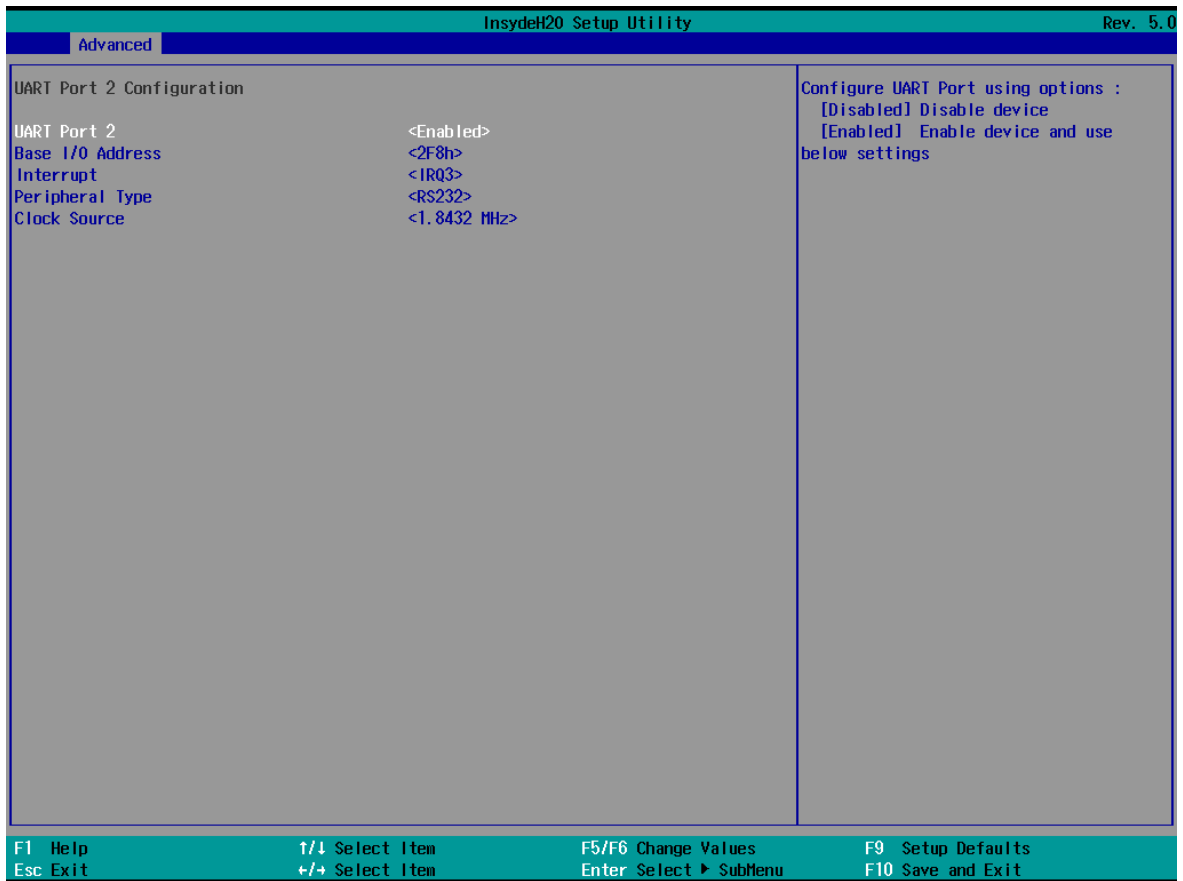 InsydeH20 Setup Utility Rev. 5.0
Advanced
UART Port 2 Configuration
UART Port 2 <Enabled>
Base I/O Address <2F8h>
Interrupt <IRQ3>
Peripheral Type <RS232>
Clock Source <1.8432 MHz>
Configure UART Port using options :
[Disabled] Disable device
[Enabled] Enable device and use
below settings
F1 Help ↑/↓ Select Item F5/F6 Change Values F9 Setup Defaults
Esc Exit ←/→ Select Item Enter Select ▶ SubMenu F10 Save and Exit